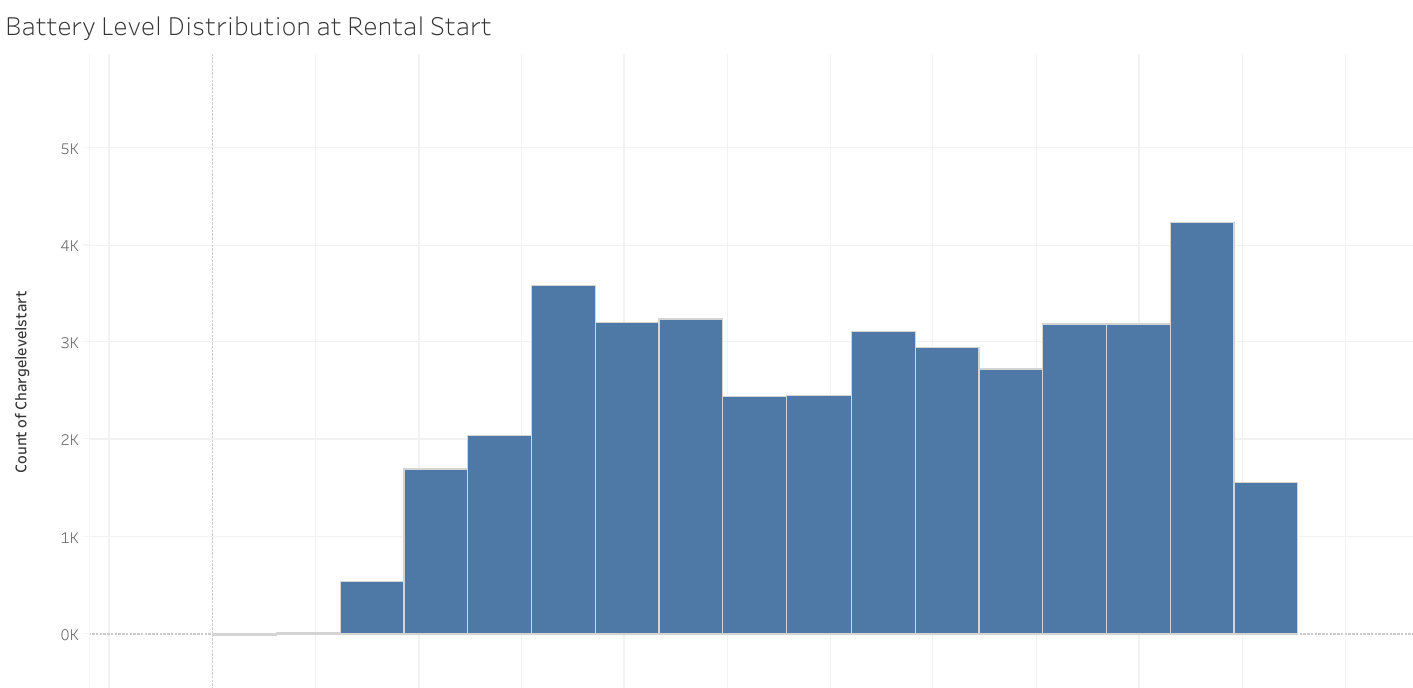 Battery Level Distribution at Rental Start
5K
4K
3K
2K
1K
0K
Count of Chargelevelstart